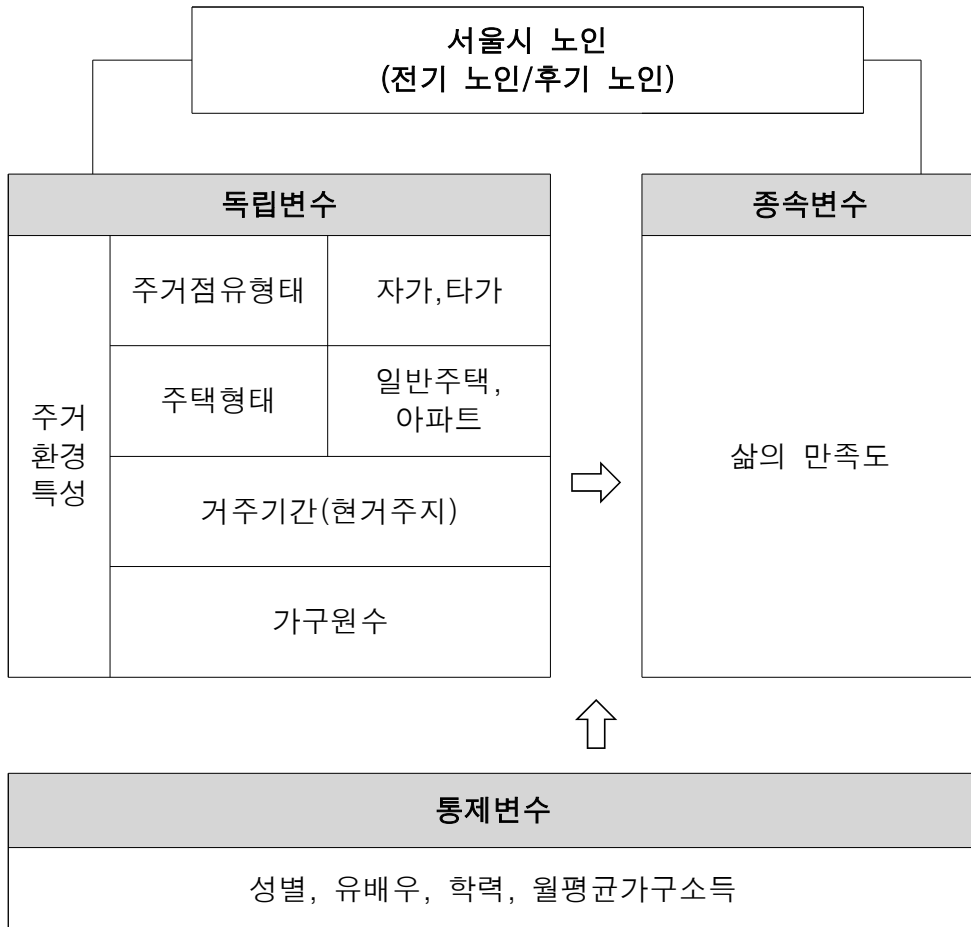 서울시 노인
(전기 노인/후기 노인)
독립변수
종속변수
주거
환경
특성
주거점유형태
자가,타가
주택형태
일반주택,
아파트
거주기간(현거주지)
가구원수
삶의 만족도
통제변수
성별, 유배우, 학력, 월평균가구소득